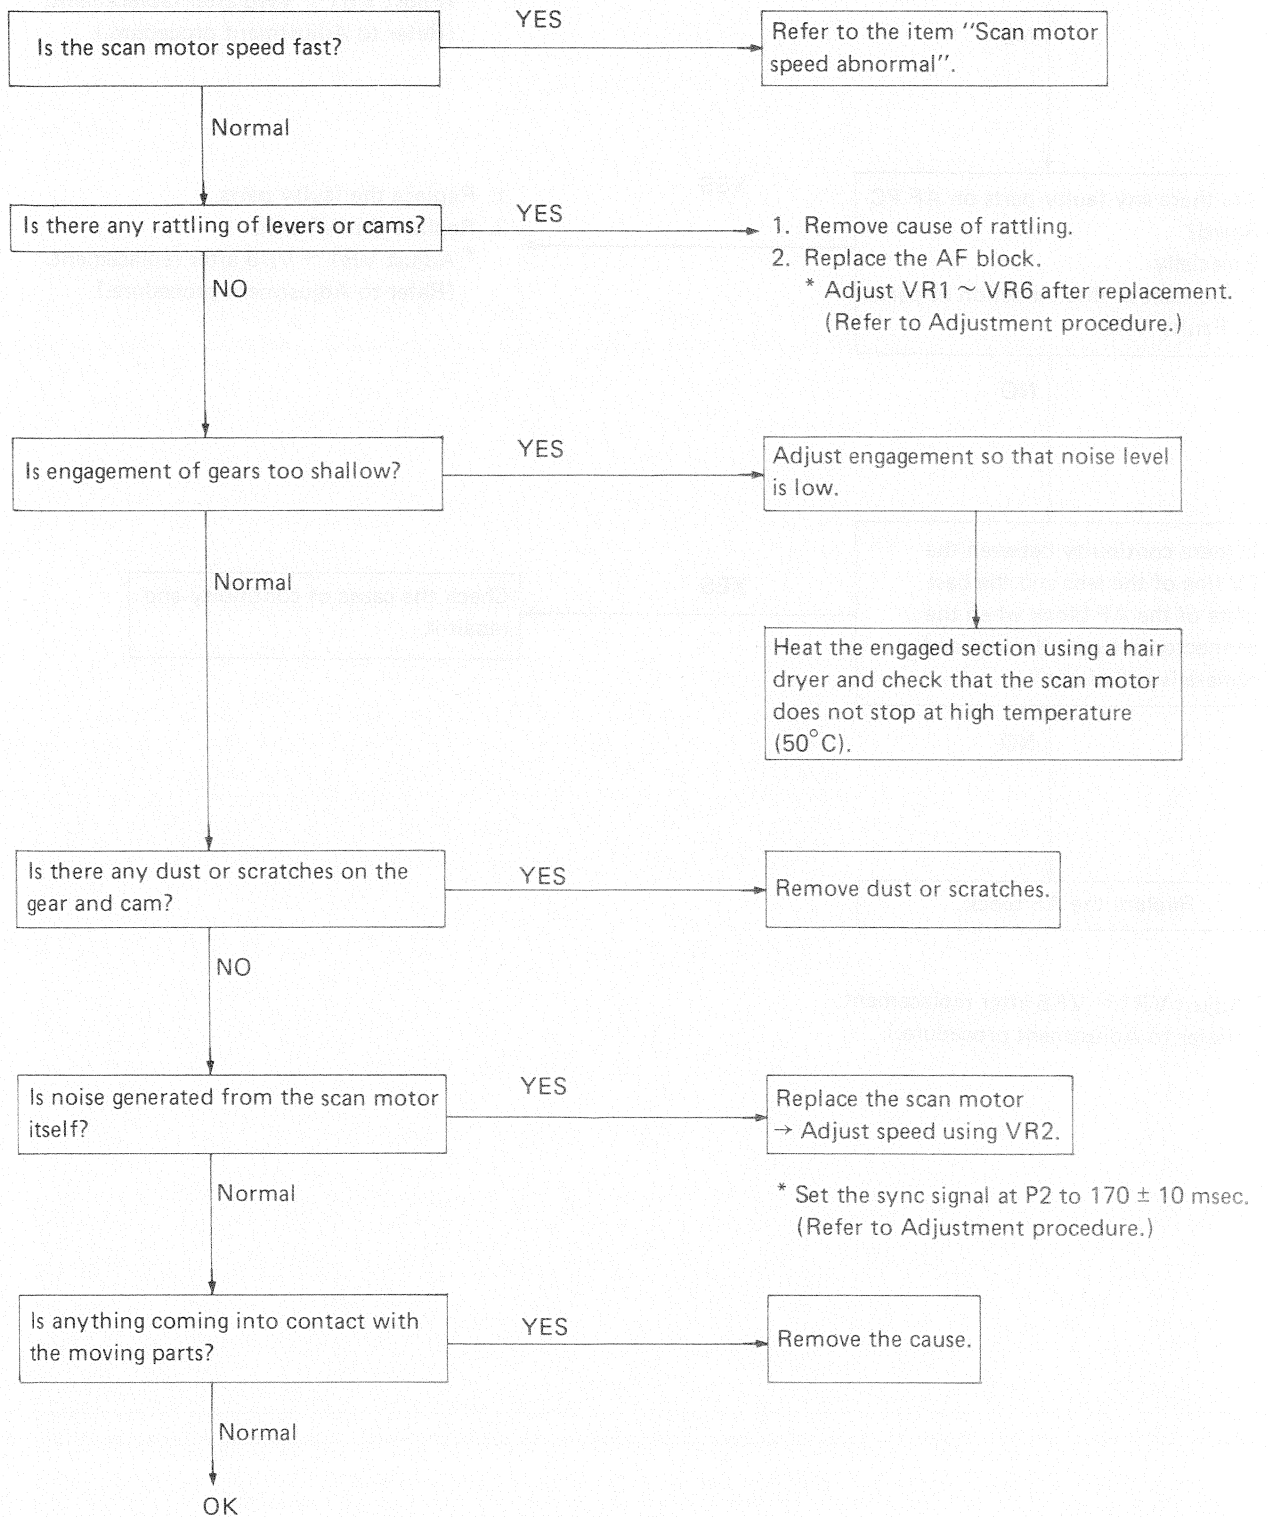 Is the scan motor speed fast?
YES
Refer to the item "Scan motor
speed abnormal".
Normal
Is there any rattling of levers or cams?
YES
1. Remove cause of rattling.
2. Replace the AF block.
* Adjust VR1 ~ VR6 after replacement.
(Refer to Adjustment procedure.)
NO
Is engagement of gears too shallow?
YES
Adjust engagement so that noise level
is low.
Normal
Heat the engaged section using a hair
dryer and check that the scan motor
does not stop at high temperature
(50°C).
Is there any dust or scratches on the
gear and cam?
YES
Remove dust or scratches.
NO
Is noise generated from the scan motor
itself?
YES
Replace the scan motor
→ Adjust speed using VR2.
* Set the sync signal at P2 to 170 ± 10 msec.
(Refer to Adjustment procedure.)
Normal
Is anything coming into contact with
the moving parts?
YES
Remove the cause.
Normal
OK